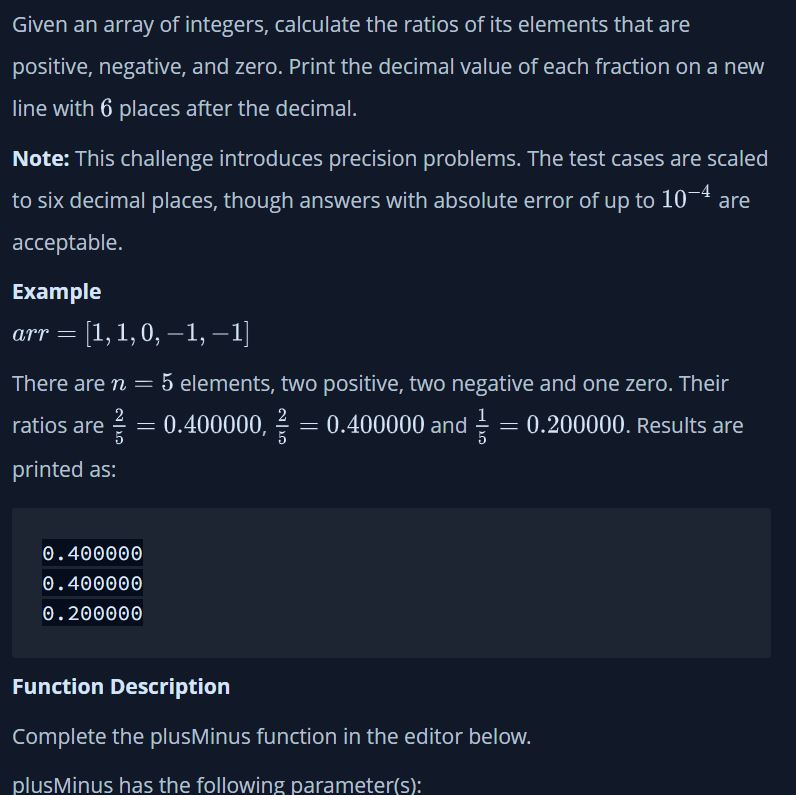 Given an array of integers, calculate the ratios of its elements that are
positive, negative, and zero. Print the decimal value of each fraction on a new
line with 6 places after the decimal.
Note: This challenge introduces precision problems. The test cases are scaled
to six decimal places, though answers with absolute error of up to 10⁻⁴ are
acceptable.
Example
arr = [1, 1, 0, −1, −1]
There are n = 5 elements, two positive, two negative and one zero. Their
ratios are 2/5 = 0.400000, 2/5 = 0.400000 and 1/5 = 0.200000. Results are
printed as:
0.400000
0.400000
0.200000
Function Description
Complete the plusMinus function in the editor below.
plusMinus has the following parameter(s):